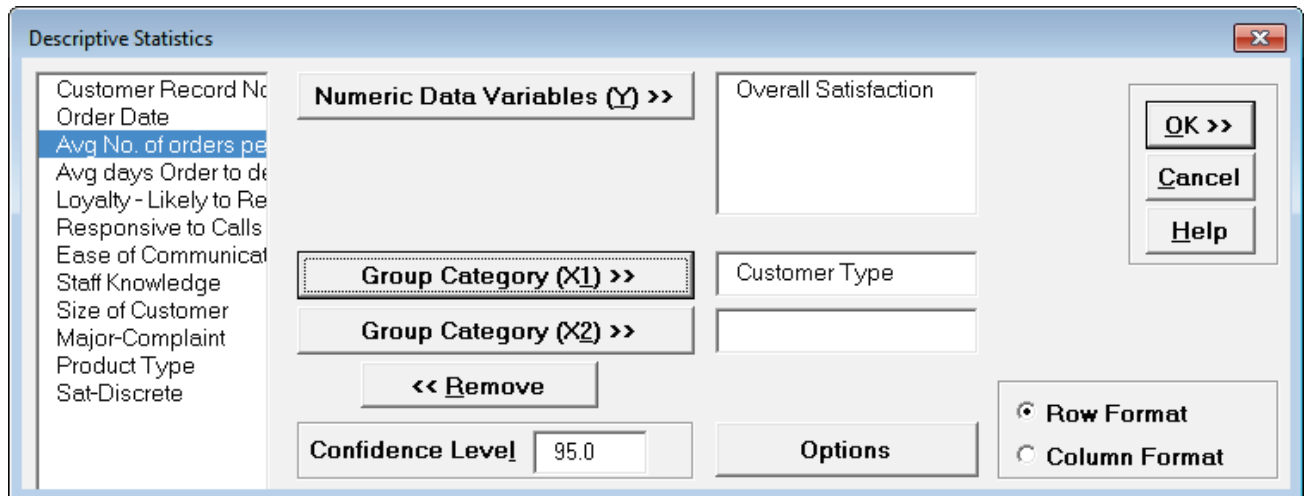 Descriptive Statistics
Customer Record No
Order Date
Avg No. of orders pe
Avg days Order to de
Loyalty - Likely to Re
Responsive to Calls
Ease of Communicat
Staff Knowledge
Size of Customer
Major-Complaint
Product Type
Sat-Discrete
Numeric Data Variables (Y) >>
Overall Satisfaction
Group Category (X1) >>
Customer Type
Group Category (X2) >>
<< Remove
Confidence Level 95.0
Options
OK >>
Cancel
Help
Row Format
Column Format